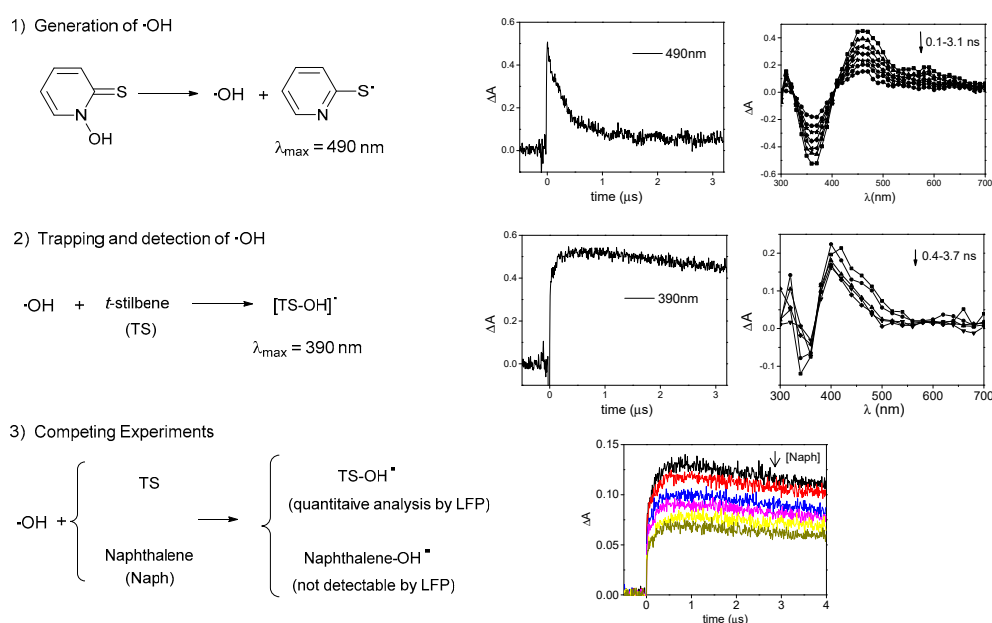 1) Generation of ·OH
S
N
OH
·OH + S·
N
λmax = 490 nm
0.6
0.4
0.2
0.0
ΔA
490nm
0 1 2 3
time (μs)
0.4
0.2
0.0
-0.2
-0.4
-0.6
ΔA
0.1-3.1 ns
300 400 500 600 700
λ(nm)
2) Trapping and detection of ·OH
·OH + t-stilbene [TS-OH]·
(TS)
λmax = 390 nm
0.6
0.4
0.2
0.0
ΔA
390nm
0 1 2 3
time (μs)
0.2
0.1
0.0
-0.1
ΔA
0.4-3.7 ns
300 400 500 600 700
λ (nm)
3) Competing Experiments
·OH +
TS
Naphthalene
(Naph)
TS-OH·
(quantitaive analysis by LFP)
Naphthalene-OH·
(not detectable by LFP)
0.15
0.10
0.05
0.00
ΔA
[Naph]
0 1 2 3 4
time (μs)